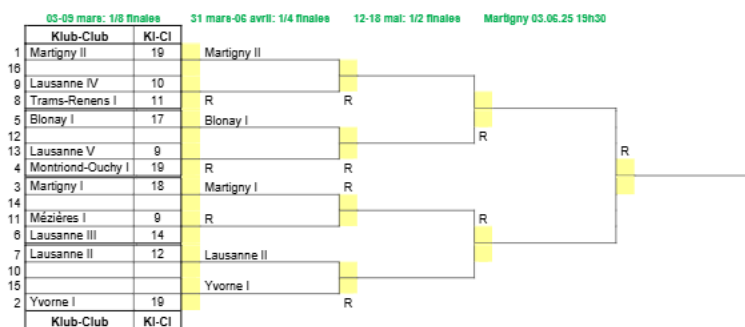 03-09 mars: 1/8 finales 31 mars-06 avril: 1/4 finales 12-18 mai: 1/2 finales Martigny 03.06.25 15h30
Klub-Club Kl-Cl
1 Martigny II 19 Martigny II
16
9 Lausanne IV 10
8 Trams-Renens I 11 R R
5 Blonay I 17 Blonay I
12 R
13 Lausanne V 9 R
4 Montriond-Ouchy I 19 R R
3 Martigny I 18 Martigny I R
14
11 Mézières I 9 R R
6 Lausanne III 14
7 Lausanne II 12 Lausanne II
10
15 Yvorne I
2 Yvorne I 19 R
Klub-Club Kl-Cl